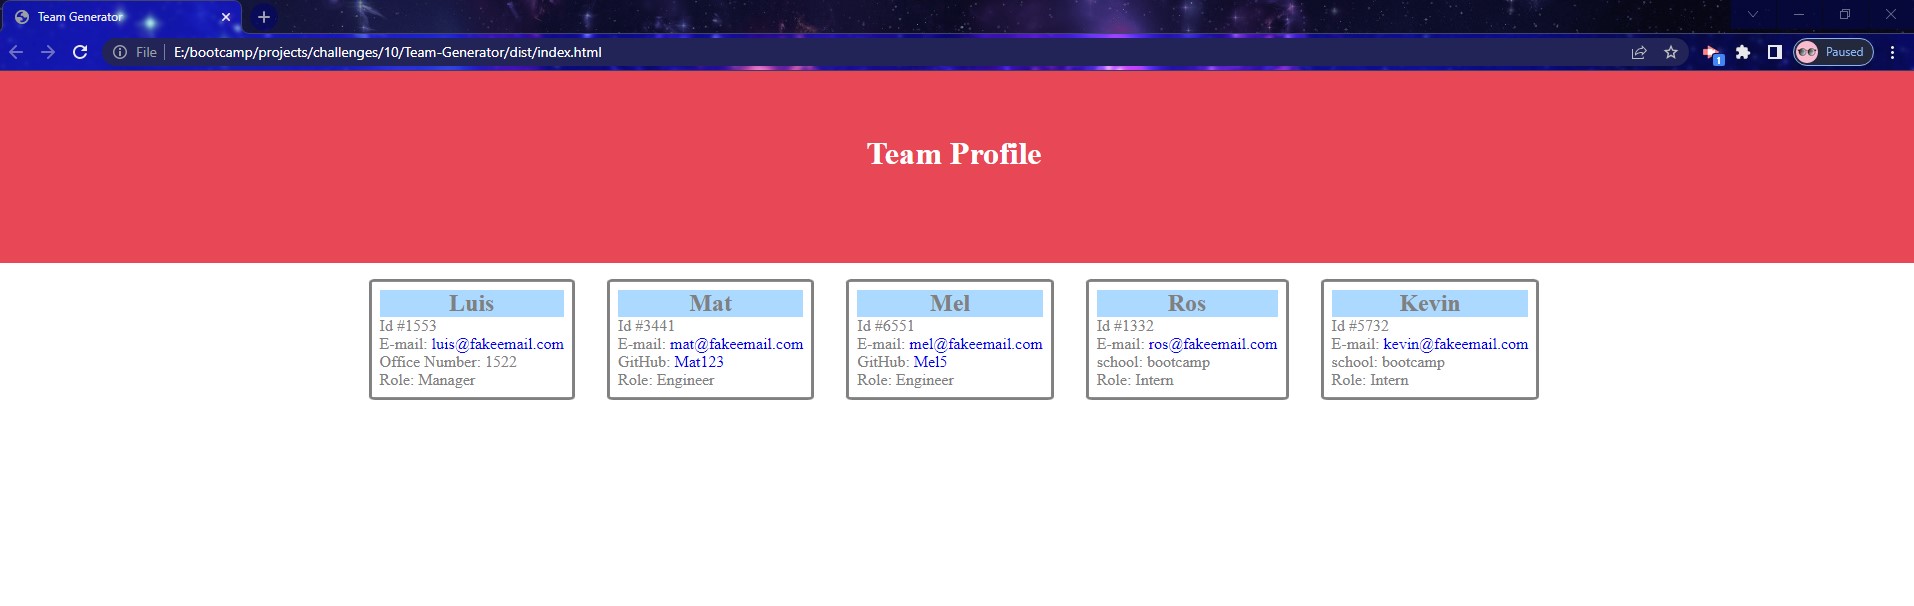 Team Generator
File E:/bootcamp/projects/challenges/10/Team-Generator/dist/index.html
1
Paused
Team Profile
Luis
Id #1553
E-mail: luis@fakeemail.com
Office Number: 1522
Role: Manager
Mat
Id #3441
E-mail: mat@fakeemail.com
GitHub: Mat123
Role: Engineer
Mel
Id #6551
E-mail: mel@fakeemail.com
GitHub: Mel5
Role: Engineer
Ros
Id #1332
E-mail: ros@fakeemail.com
school: bootcamp
Role: Intern
Kevin
Id #5732
E-mail: kevin@fakeemail.com
school: bootcamp
Role: Intern